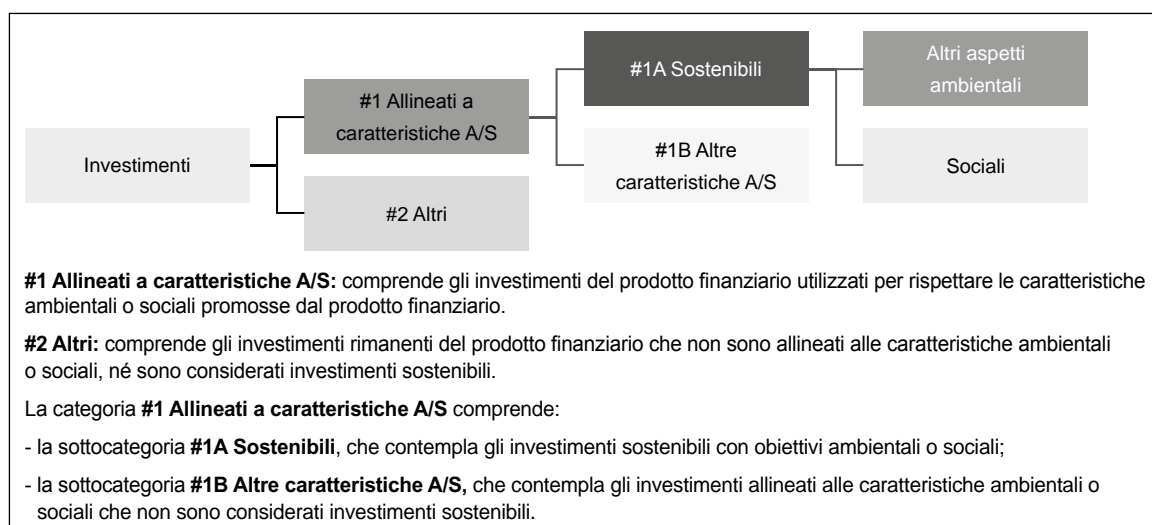 Investimenti
#1 Allineati a
caratteristiche A/S
#2 Altri
#1A Sostenibili
#1B Altre
caratteristiche A/S
Altri aspetti
ambientali
Sociali
#1 Allineati a caratteristiche A/S: comprende gli investimenti del prodotto finanziario utilizzati per rispettare le caratteristiche
ambientali o sociali promosse dal prodotto finanziario.
#2 Altri: comprende gli investimenti rimanenti del prodotto finanziario che non sono allineati alle caratteristiche ambientali
o sociali, né sono considerati investimenti sostenibili.
La categoria #1 Allineati a caratteristiche A/S comprende:
- la sottocategoria #1A Sostenibili, che contempla gli investimenti sostenibili con obiettivi ambientali o sociali;
- la sottocategoria #1B Altre caratteristiche A/S, che contempla gli investimenti allineati alle caratteristiche ambientali o
sociali che non sono considerati investimenti sostenibili.